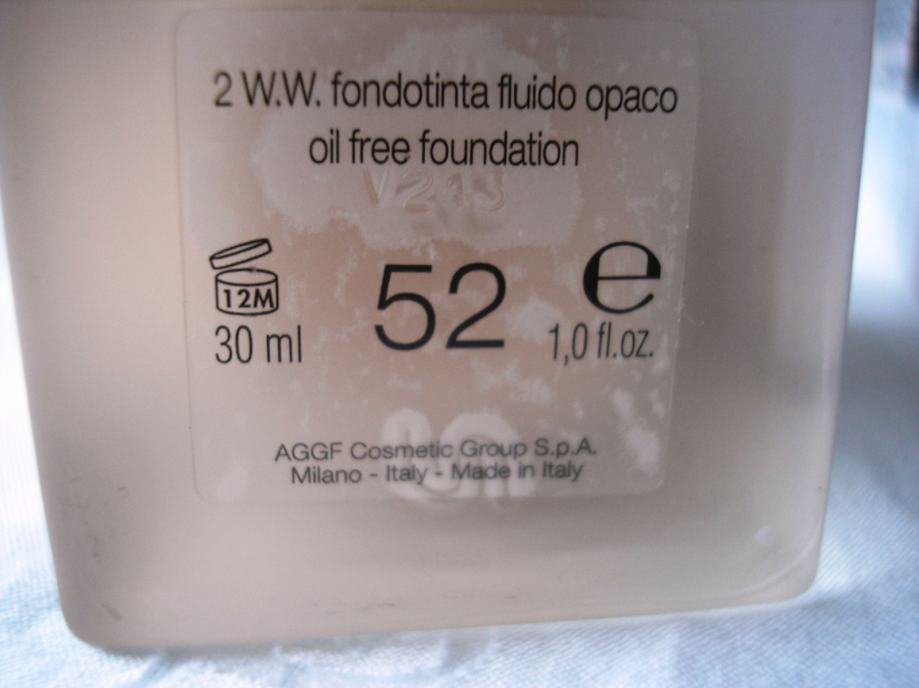 2 W.W. fondotinta fluido opaco
oil free foundation
12M
52
e
30 ml
1,0 fl.oz.
AGGF Cosmetic Group S.p.A.
Milano - Italy - Made in Italy